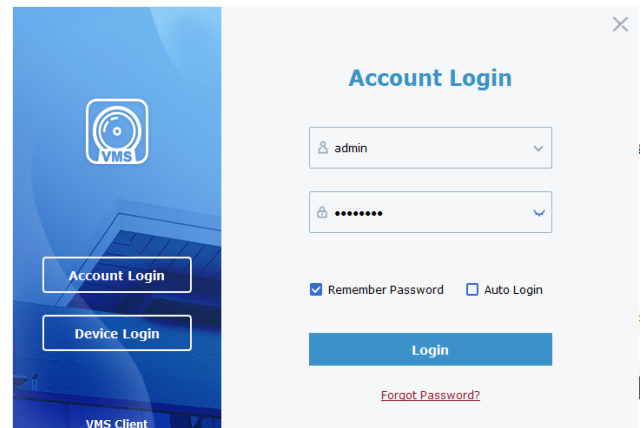 VMS
Account Login
Device Login
VMS Client
Account Login
admin
••••••••
Remember Password
Auto Login
Login
Forgot Password?